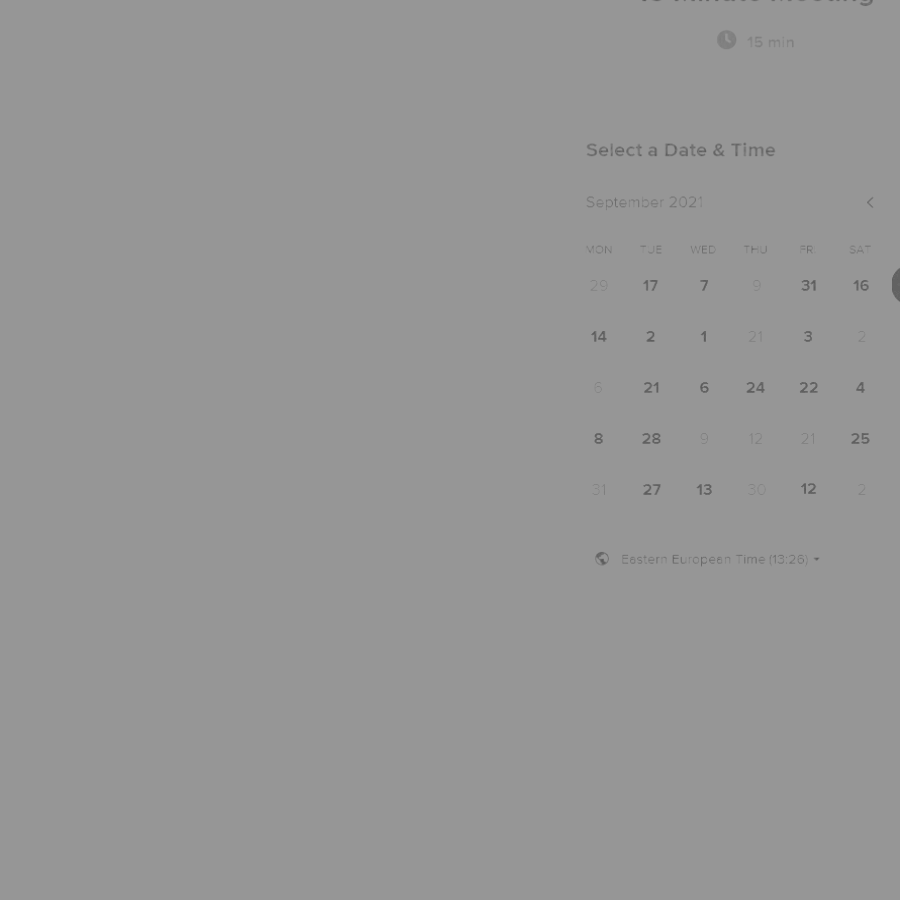 15 min
Select a Date & Time
September 2021
MON TUE WED THU FR. SAT
29 17 7 9 31 16
14 2 1 21 3 2
6 21 6 24 22 4
8 28 9 12 21 25
31 27 13 30 12 2
Eastern European Time (13:26)